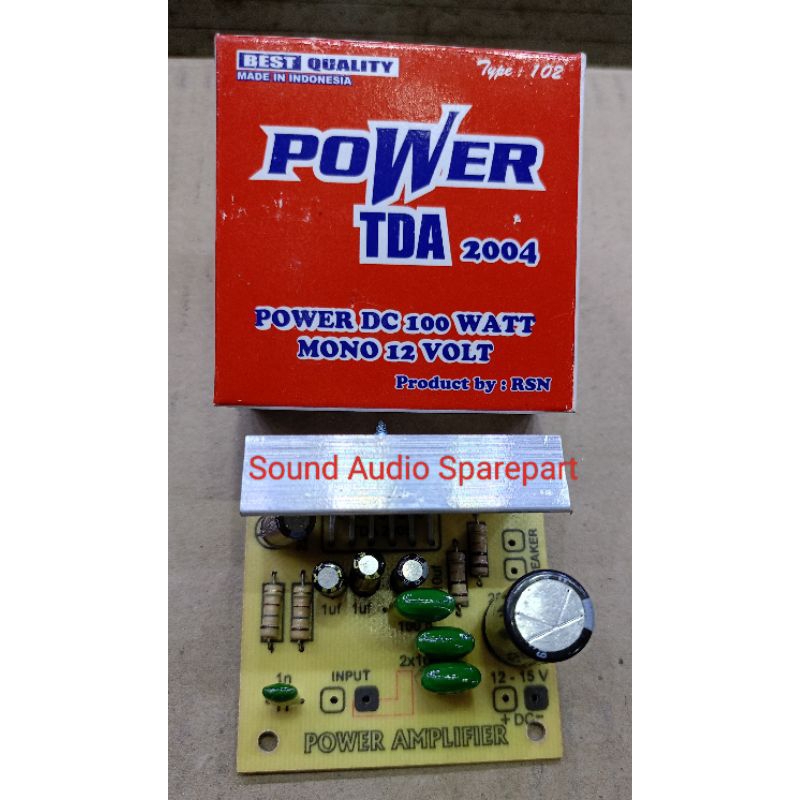 BEST QUALITY
MADE IN INDONESIA
Type : 102
POWER
TDA 2004
POWER DC 100 WATT
MONO 12 VOLT
Product by : RSN
Sound Audio Sparepart
1uf 1uf
1n
INPUT
12 - 15 V
+ DC -
POWER AMPLIFIER